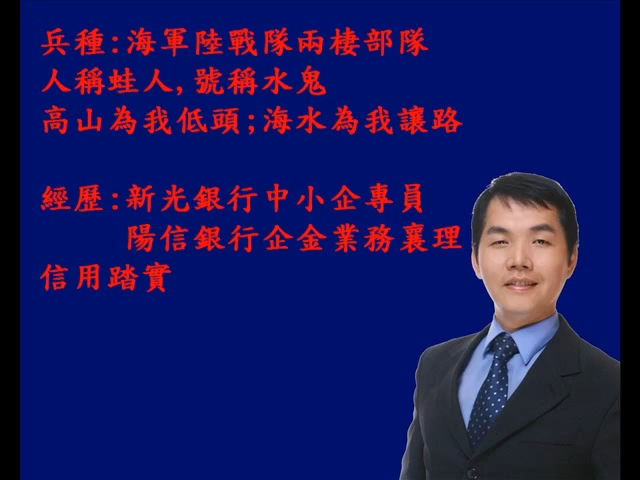 兵種:海軍陸戰隊兩棲部隊
人稱蛙人,號稱水鬼
高山為我低頭;海水為我讓路
經歷:新光銀行中小企專員
陽信銀行企金業務襄理
信用踏實